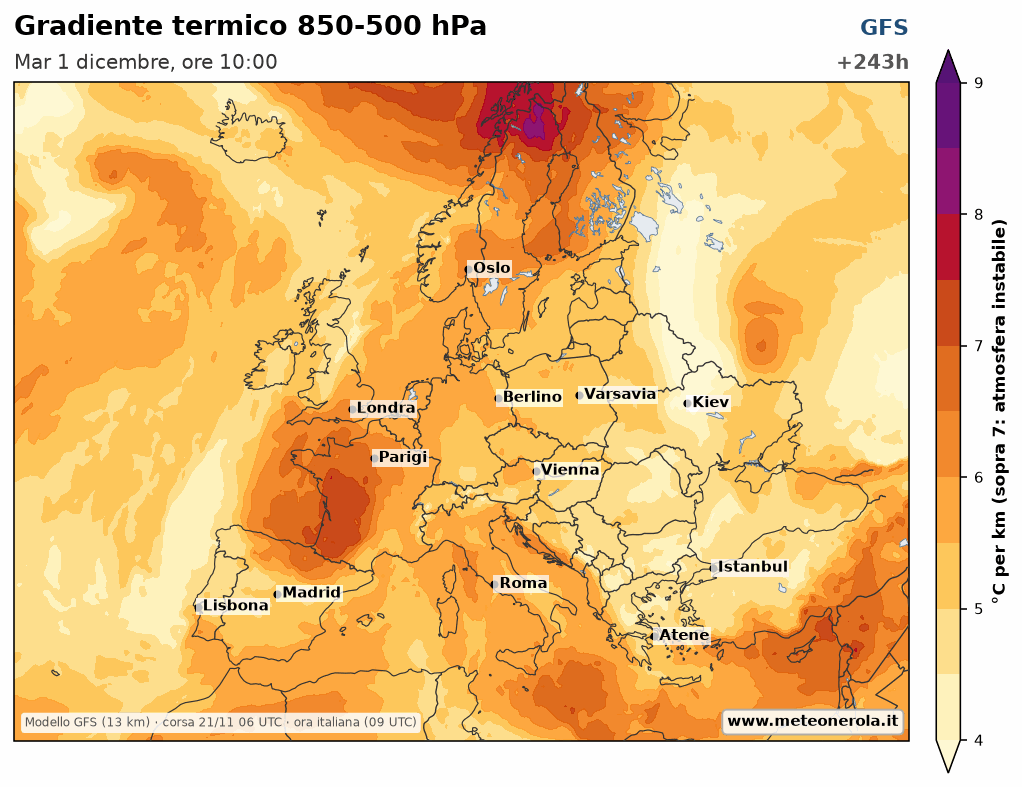 Gradiente termico 850-500 hPa
GFS
Mar 1 dicembre, ore 10:00
+243h
9
8
7
6
5
4
°C per km (sopra 7: atmosfera instabile)
Oslo
Berlino
Varsavia
Kiev
Londra
Parigi
Vienna
Istanbul
Roma
Madrid
Lisbona
Atene
Modello GFS (13 km) · corsa 21/11 06 UTC · ora italiana (09 UTC)
www.meteonerola.it